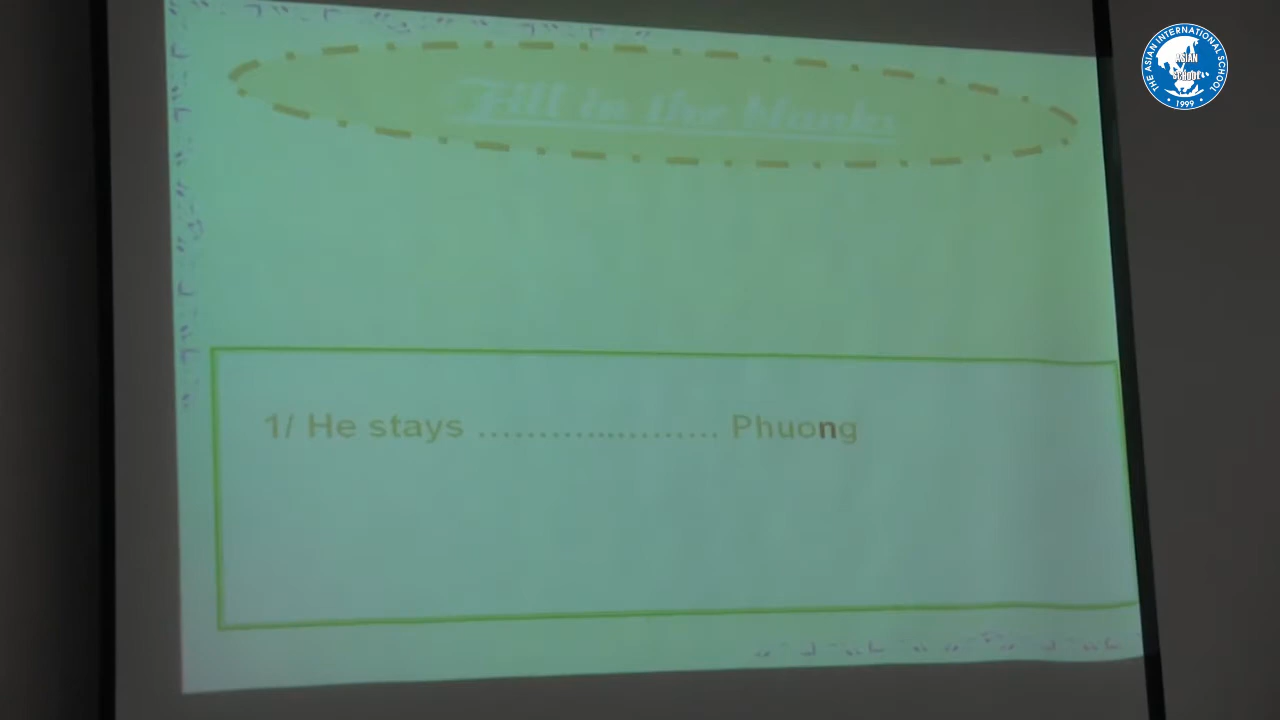 Fill in the blanks
1/ He stays ........................ Phuong
THE ASIAN INTERNATIONAL SCHOOL
ASIAN
SCHOOL
1999